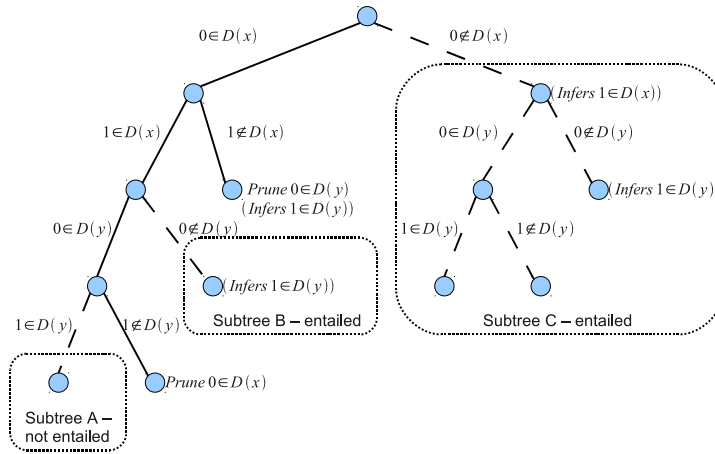 0∈D(x)
0∉D(x)
(Infers 1∈D(x))
1∈D(x)
1∉D(x)
0∈D(y)
0∉D(y)
Prune 0∈D(y)
(Infers 1∈D(y))
(Infers 1∈D(y))
0∈D(y)
0∉D(y)
1∈D(y)
1∉D(y)
(Infers 1∈D(y))
Subtree B – entailed
Subtree C – entailed
1∈D(y)
1∉D(y)
Prune 0∈D(x)
Subtree A –
not entailed